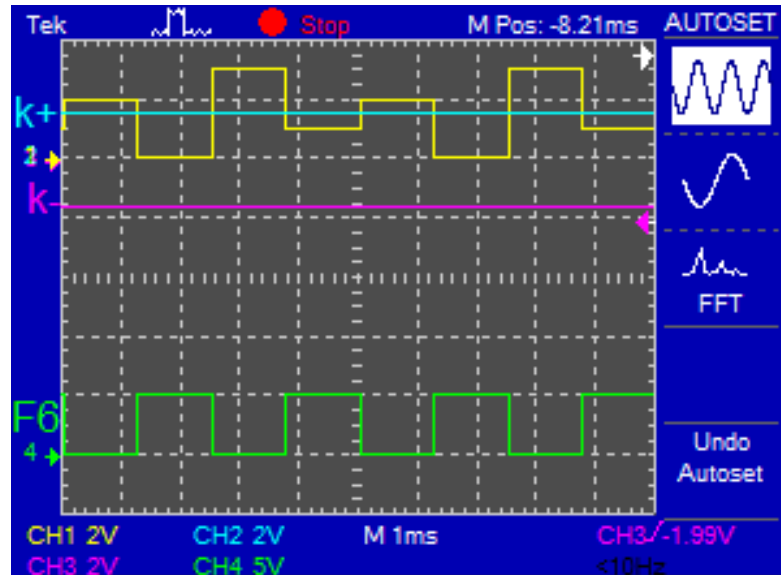 Tek Stop M Pos: -8.21ms AUTOSET
k+
k-
FFT
F6
4
Undo
Autoset
CH1 2V CH2 2V M 1ms CH3 -1.99V
CH3 2V CH4 5V <10Hz